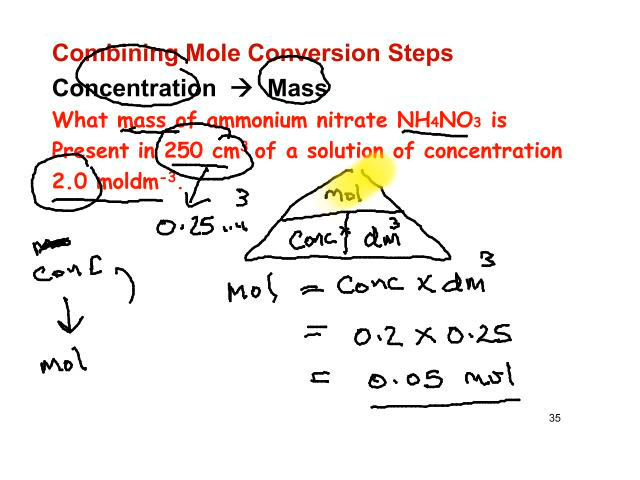 Combining Mole Conversion Steps
Concentration → Mass
What mass of ammonium nitrate NH4NO3 is
Present in 250 cm³ of a solution of concentration
2.0 moldm⁻³.
0.25 3
mol
conc x dm³
conc
mol
mol = conc x dm³
= 0.2 x 0.25
= 0.05 mol
35